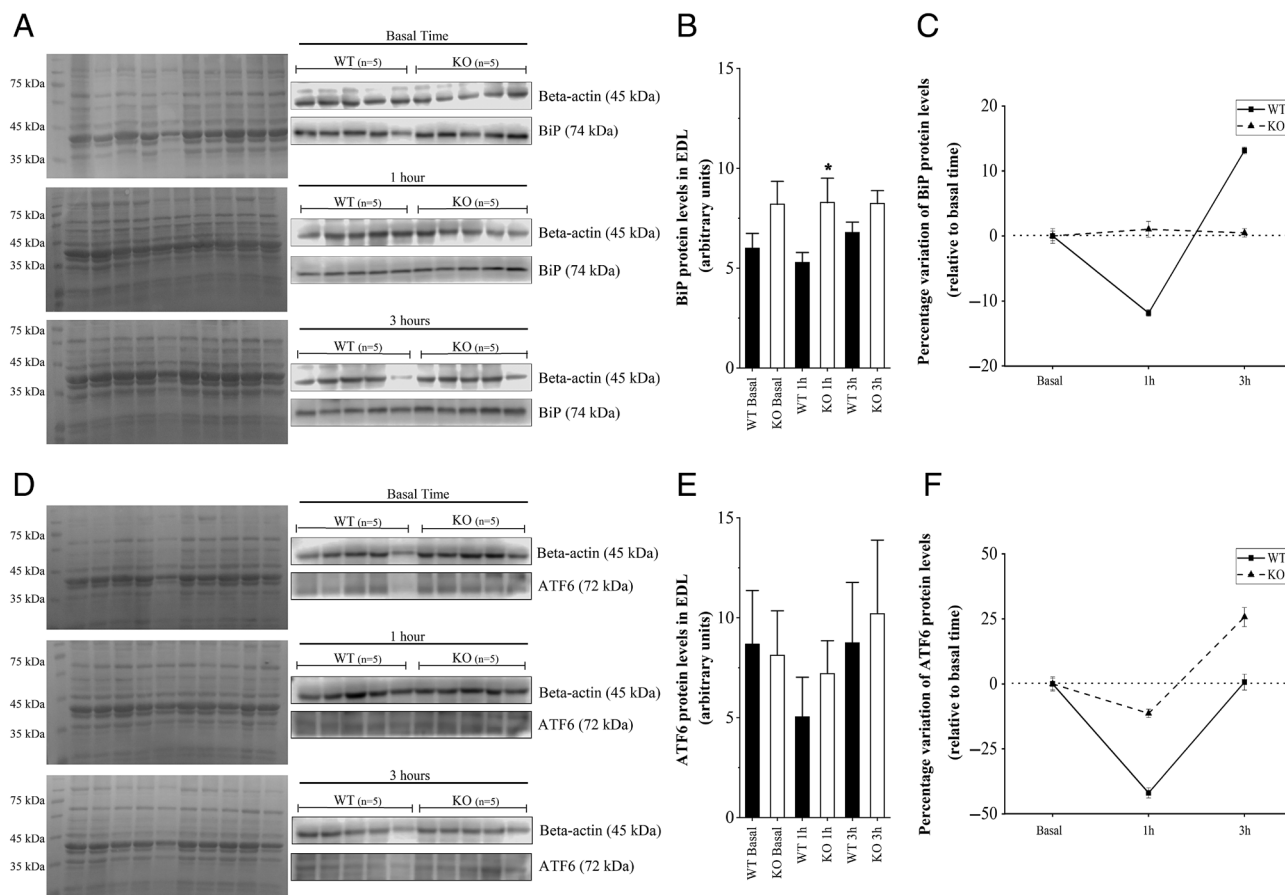 A
Basal Time
WT (n=5) KO (n=5)
75 kDa
45 kDa
35 kDa
Beta-actin (45 kDa)
BiP (74 kDa)
1 hour
WT (n=5) KO (n=5)
75 kDa
45 kDa
35 kDa
Beta-actin (45 kDa)
BiP (74 kDa)
3 hours
WT (n=5) KO (n=5)
75 kDa
45 kDa
35 kDa
Beta-actin (45 kDa)
BiP (74 kDa)
B
BiP protein levels in EDL
(arbitrary units)
15
10
5
0
*
WT Basal
KO Basal
WT 1h
KO 1h
WT 3h
KO 3h
C
Percentage variation of BiP protein levels
(relative to basal time)
20
10
0
−10
−20
Basal 1h 3h
WT
KO
D
Basal Time
WT (n=5) KO (n=5)
75 kDa
45 kDa
35 kDa
Beta-actin (45 kDa)
ATF6 (72 kDa)
1 hour
WT (n=5) KO (n=5)
75 kDa
45 kDa
35 kDa
Beta-actin (45 kDa)
ATF6 (72 kDa)
3 hours
WT (n=5) KO (n=5)
75 kDa
45 kDa
35 kDa
Beta-actin (45 kDa)
ATF6 (72 kDa)
E
ATF6 protein levels in EDL
(arbitrary units)
15
10
5
0
WT Basal
KO Basal
WT 1h
KO 1h
WT 3h
KO 3h
F
Percentage variation of ATF6 protein levels
(relative to basal time)
50
25
0
−25
−50
Basal 1h 3h
WT
KO